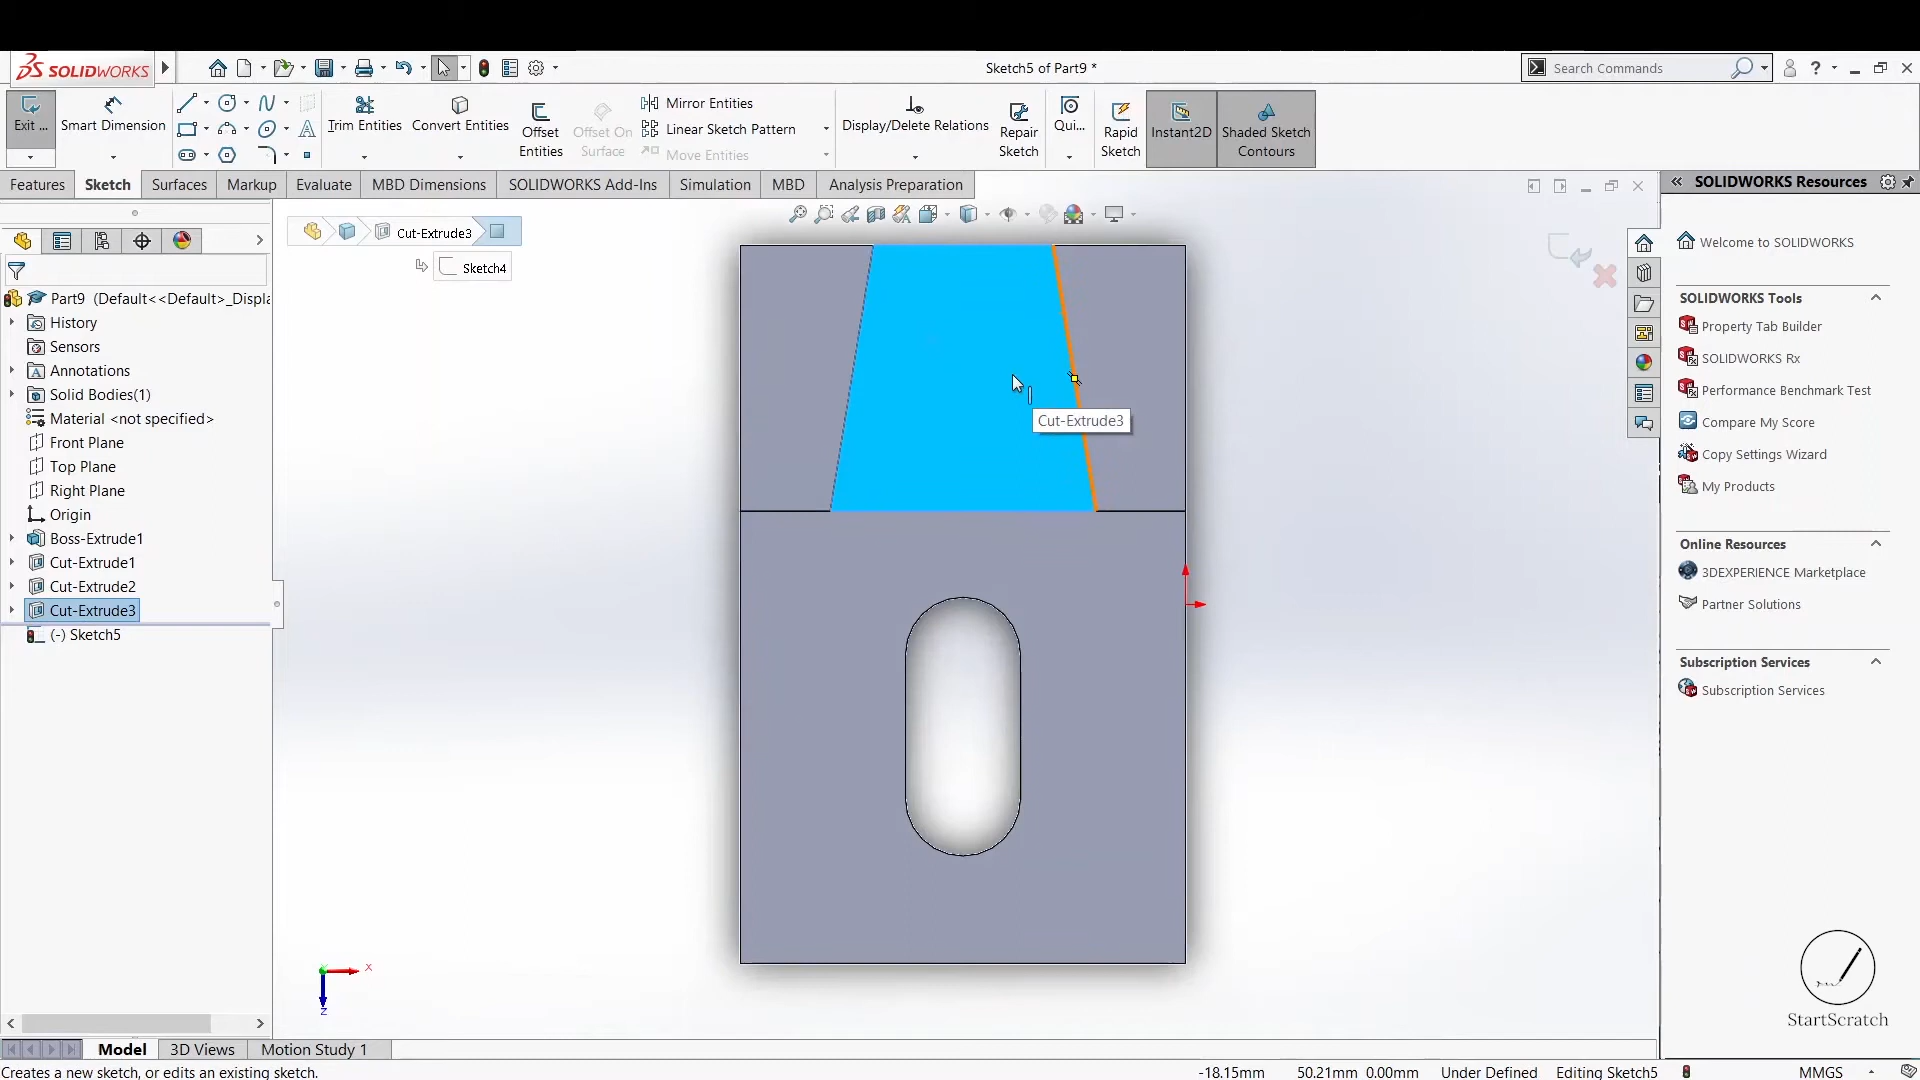 SOLIDWORKS
Sketch5 of Part9 *
Search Commands
?
Exit ...
Smart Dimension
Trim Entities
Convert Entities
Offset
Entities
Offset On
Surface
Mirror Entities
Linear Sketch Pattern
Move Entities
Display/Delete Relations
Repair
Sketch
Qui...
Rapid
Sketch
Instant2D
Shaded Sketch
Contours
Features
Sketch
Surfaces
Markup
Evaluate
MBD Dimensions
SOLIDWORKS Add-Ins
Simulation
MBD
Analysis Preparation
SOLIDWORKS Resources
Cut-Extrude3
Sketch4
Part9 (Default<<Default>_Displa
History
Sensors
Annotations
Solid Bodies(1)
Material <not specified>
Front Plane
Top Plane
Right Plane
Origin
Boss-Extrude1
Cut-Extrude1
Cut-Extrude2
Cut-Extrude3
(-) Sketch5
Cut-Extrude3
X
Z
Welcome to SOLIDWORKS
SOLIDWORKS Tools
Property Tab Builder
SOLIDWORKS Rx
Performance Benchmark Test
Compare My Score
Copy Settings Wizard
My Products
Online Resources
3DEXPERIENCE Marketplace
Partner Solutions
Subscription Services
Subscription Services
StartScratch
Model
3D Views
Motion Study 1
Creates a new sketch, or edits an existing sketch.
-18.15mm
50.21mm
0.00mm
Under Defined
Editing Sketch5
MMGS